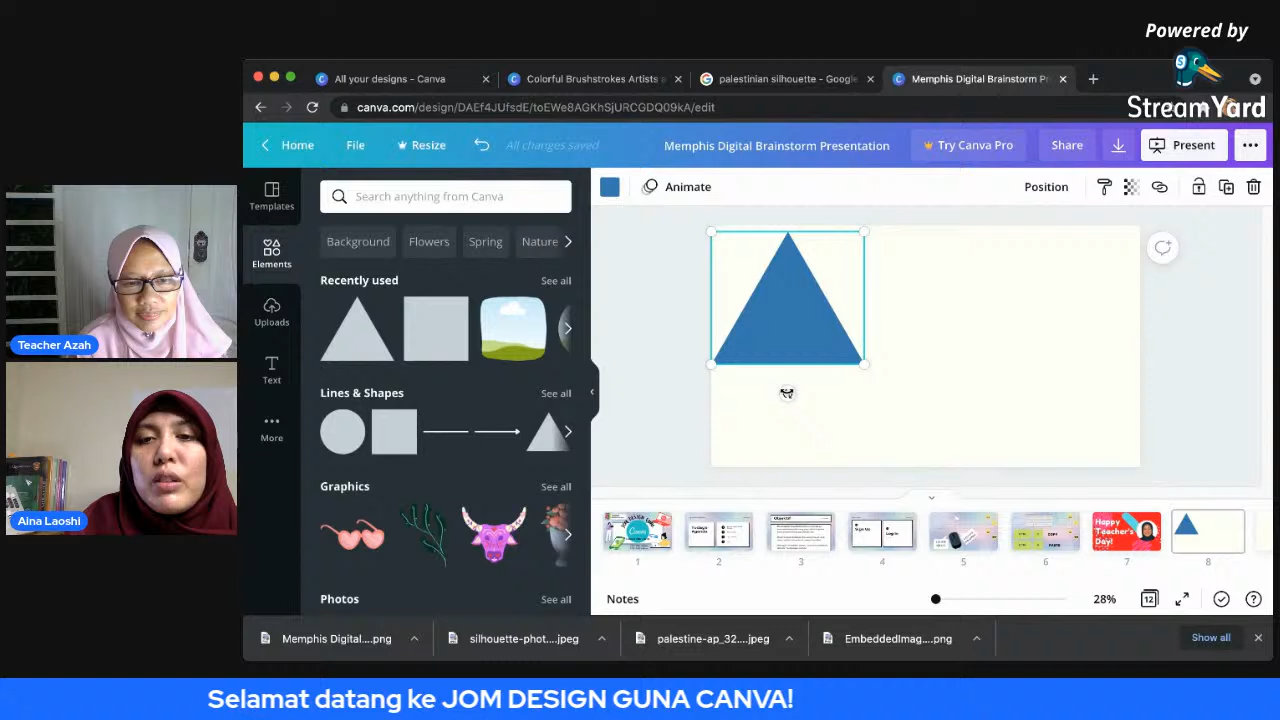 Powered by
StreamYard
All your designs - Canva
Colorful Brushstrokes Artists a
palestinian silhouette - Google
Memphis Digital Brainstorm Pr
canva.com/design/DAEf4JUfsdE/toEWe8AGKhSjURCGDQ09kA/edit
Home
File
Resize
All changes saved
Memphis Digital Brainstorm Presentation
Try Canva Pro
Share
Present
Templates
Elements
Uploads
Text
More
Search anything from Canva
Background
Flowers
Spring
Nature
Recently used
See all
Lines & Shapes
See all
Graphics
See all
Photos
See all
Animate
Position
Teacher Azah
Aina Laoshi
Happy
Teacher's
Day!
1
2
3
4
5
6
7
8
Notes
28%
12
Memphis Digital....png
silhouette-phot....jpeg
palestine-ap_32....jpeg
EmbeddedImag....png
Show all
Selamat datang ke JOM DESIGN GUNA CANVA!